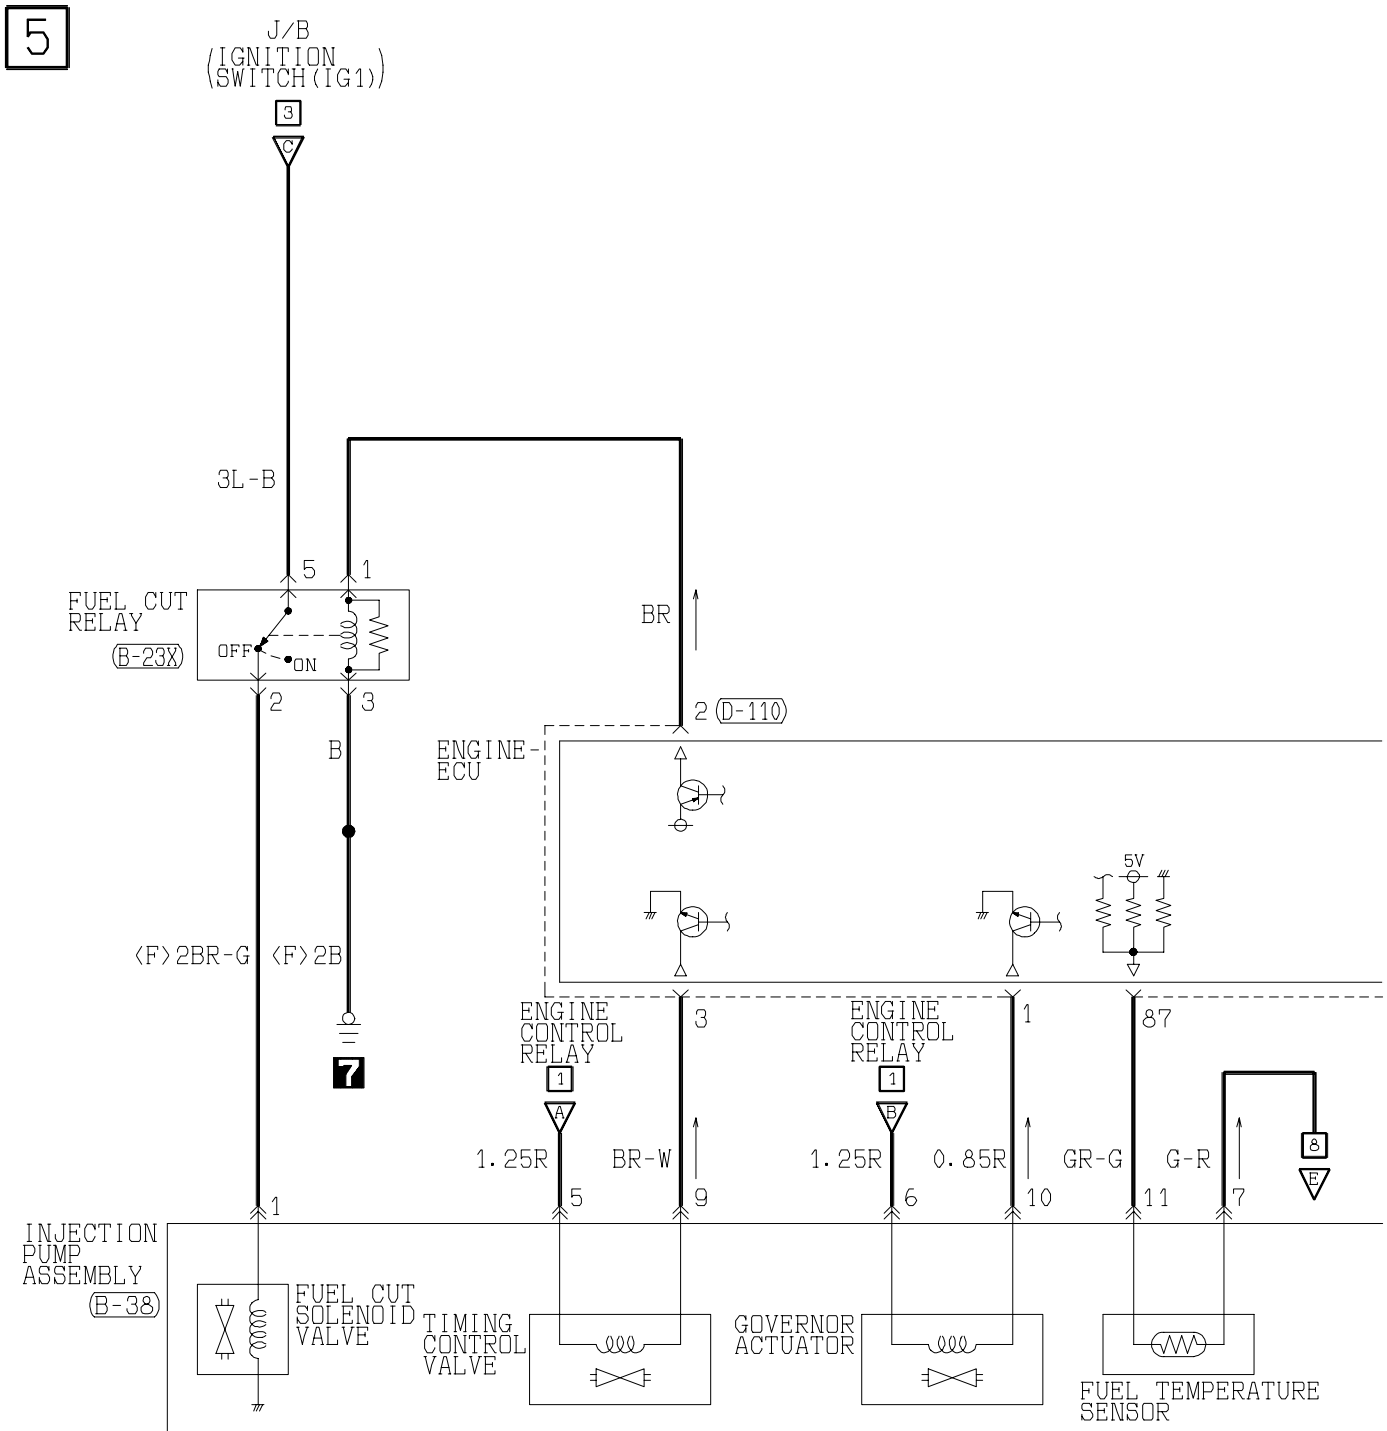 5
J/B
(IGNITION
SWITCH(IG1))
3
C
3L-B
5
1
FUEL CUT
RELAY
(B-23X)
OFF
ON
2
3
BR
2
(D-110)
B
ENGINE-
ECU
5V
<F>2BR-G
<F>2B
7
ENGINE
CONTROL
RELAY
1
A
3
ENGINE
CONTROL
RELAY
1
B
1
87
8
E
1.25R
BR-W
1.25R
0.85R
GR-G
G-R
1
5
9
6
10
11
7
INJECTION
PUMP
ASSEMBLY
(B-38)
FUEL CUT
SOLENOID
VALVE
TIMING
CONTROL
VALVE
GOVERNOR
ACTUATOR
FUEL TEMPERATURE
SENSOR